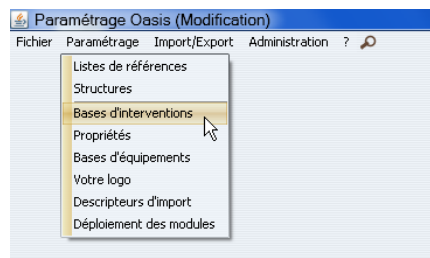 Paramétrage Oasis (Modification)
Fichier Paramétrage Import/Export Administration ?
Listes de références
Structures
Bases d'interventions
Propriétés
Bases d'équipements
Votre logo
Descripteurs d'import
Déploiement des modules